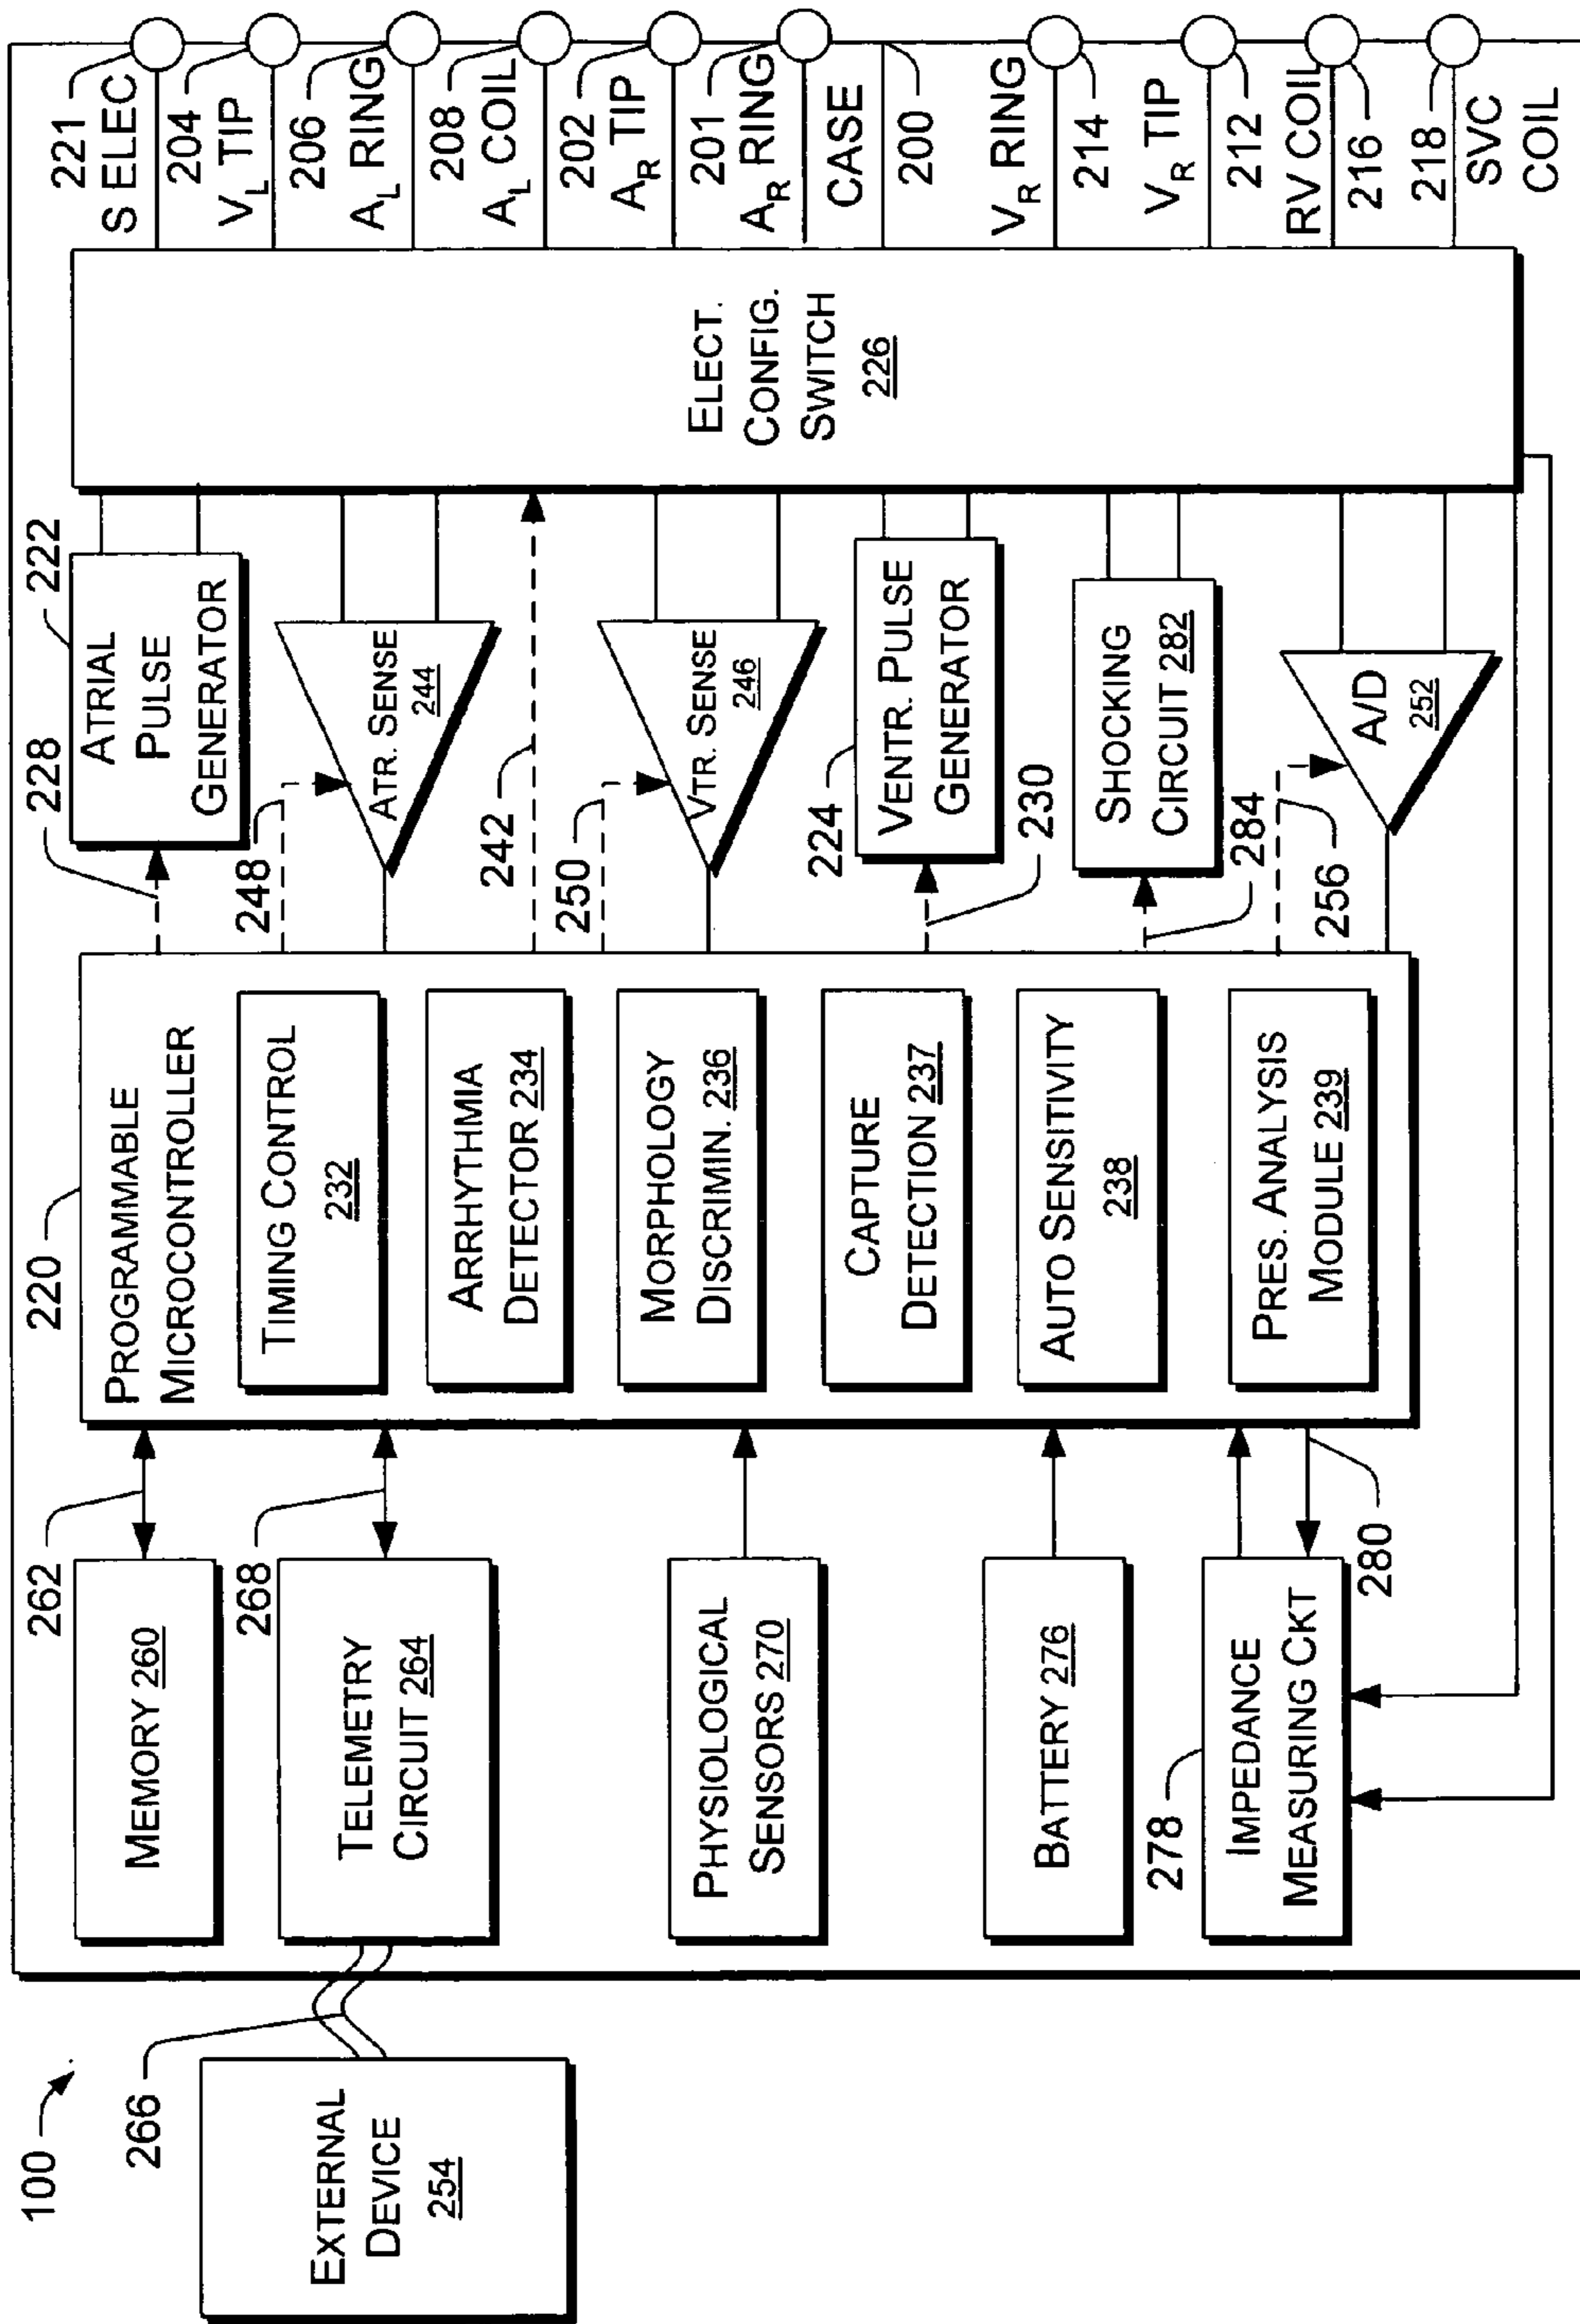 100
EXTERNAL
DEVICE
254
266
262
MEMORY 260
268
TELEMETRY
CIRCUIT 264
PHYSIOLOGICAL
SENSORS 270
BATTERY 276
278
IMPEDANCE
MEASURING CKT
280
220
PROGRAMMABLE
MICROCONTROLLER
TIMING CONTROL
232
ARRHYTHMIA
DETECTOR 234
MORPHOLOGY
DISCRIMIN. 236
CAPTURE
DETECTION 237
AUTO SENSITIVITY
238
PRES. ANALYSIS
MODULE 239
228
222
ATRIAL
PULSE
GENERATOR
248
ATR. SENSE
244
242
250
VTR. SENSE
246
224
VENTR. PULSE
GENERATOR
230
SHOCKING
CIRCUIT 282
284
256
A/D
252
ELECT.
CONFIG.
SWITCH
226
221
S ELEC
204
VL TIP
206
AL RING
208
AL COIL
202
AR TIP
201
AR RING
CASE
200
VR RING
214
VR TIP
212
RV COIL
216
218
SVC
COIL